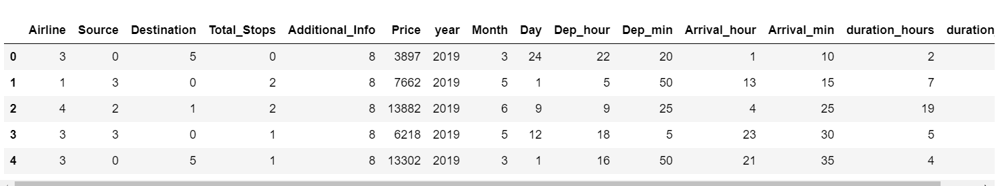 Airline Source Destination Total_Stops Additional_Info Price year Month Day Dep_hour Dep_min Arrival_hour Arrival_min duration_hours duration_
0 3 0 5 0 8 3897 2019 3 24 22 20 1 10 2
1 1 3 0 2 8 7662 2019 5 1 5 50 13 15 7
2 4 2 1 2 8 13882 2019 6 9 9 25 4 25 19
3 3 3 0 1 8 6218 2019 5 12 18 5 23 30 5
4 3 0 5 1 8 13302 2019 3 1 16 50 21 35 4